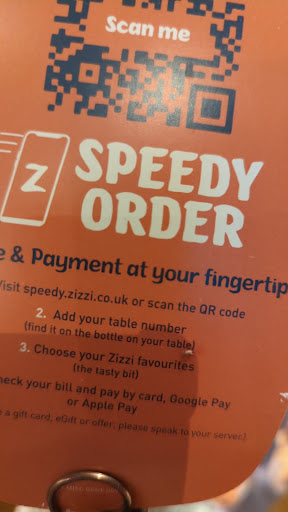 Scan me
Z
SPEEDY
ORDER
& Payment at your
visit speedy.zizzi.co.uk or scan the QR code
2. Add your table number
(find it on the bottle on your table)
3. Choose your Zizzi favourites
(the tasty bit)
your bill and pay by card, Google Pay
or Apple Pay
a gift card, eGift or offer, please speak to your server.)